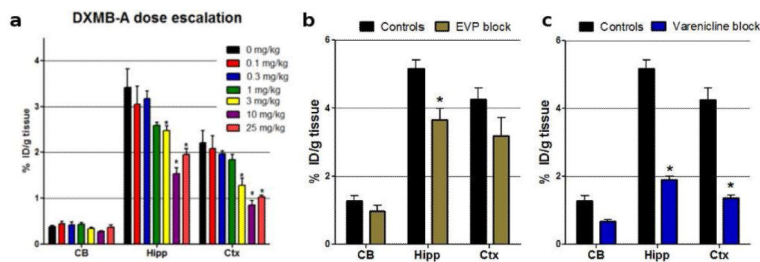 a
DXMB-A dose escalation
% ID/g tissue
4
3
2
1
0
0 mg/kg
0.1 mg/kg
0.3 mg/kg
1 mg/kg
3 mg/kg
10 mg/kg
25 mg/kg
* * *
* * *
CB Hipp Ctx
b
Controls EVP block
% ID/g tissue
6
4
2
0
*
CB Hipp Ctx
c
Controls Varenicline block
% ID/g tissue
6
4
2
0
*
*
CB Hipp Ctx